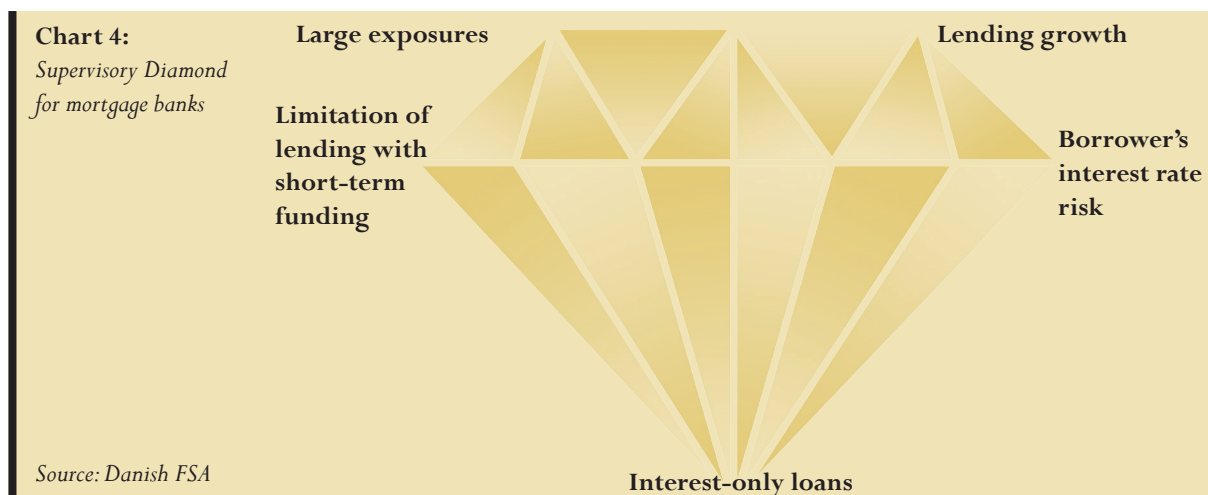 Chart 4:
Supervisory Diamond
for mortgage banks
Large exposures
Lending growth
Limitation of
lending with
short-term
funding
Borrower’s
interest rate
risk
Interest-only loans
Source: Danish FSA